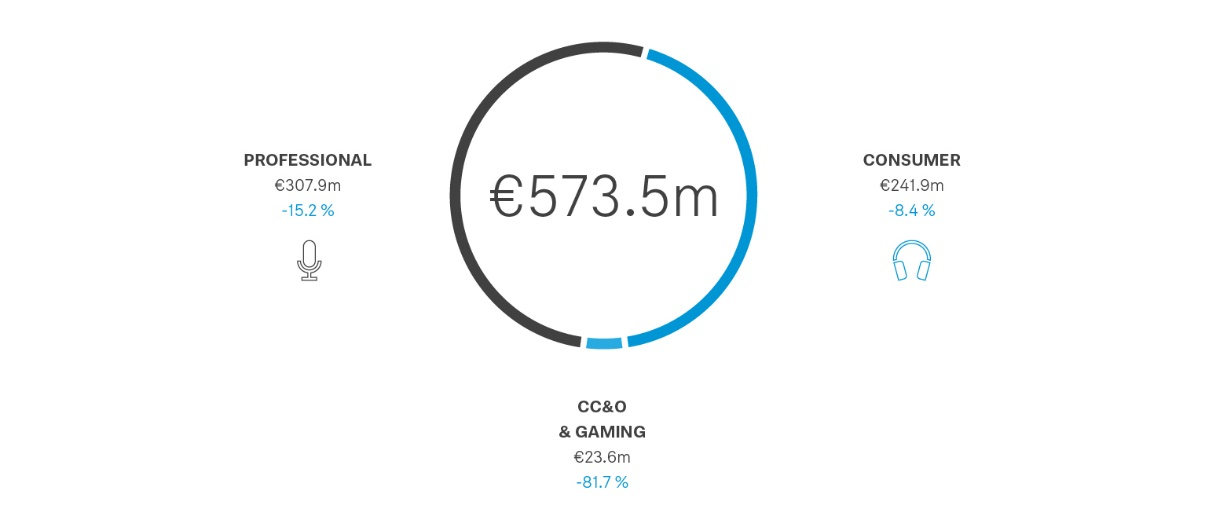 PROFESSIONAL
€307.9m
-15.2 %
€573.5m
CONSUMER
€241.9m
-8.4 %
CC&O
& GAMING
€23.6m
-81.7 %